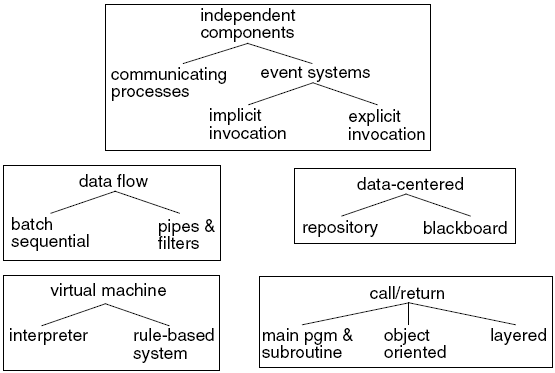 independent
components
communicating
processes
event systems
implicit
invocation
explicit
invocation
data flow
batch
sequential
pipes &
filters
data-centered
repository
blackboard
virtual machine
interpreter
rule-based
system
call/return
main pgm &
subroutine
object
oriented
layered